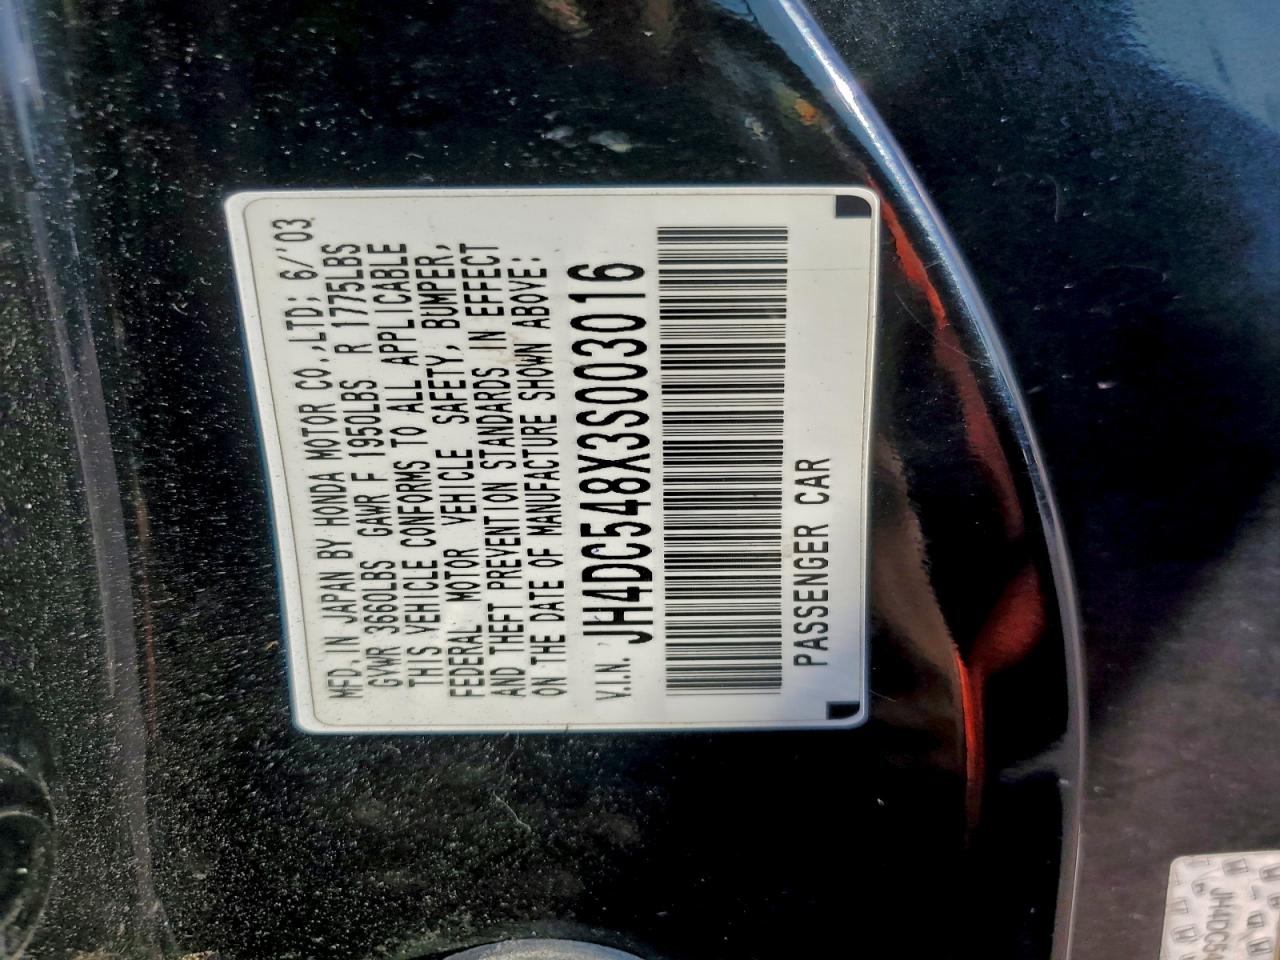 MFD. IN JAPAN BY HONDA MOTOR CO.,LTD; 6/'03
GVWR 3660LBS GAWR F 1950LBS R 1775LBS
THIS VEHICLE CONFORMS TO ALL APPLICABLE
FEDERAL MOTOR VEHICLE SAFETY, BUMPER,
AND THEFT PREVENTION STANDARDS IN EFFECT
ON THE DATE OF MANUFACTURE SHOWN ABOVE:
V.I.N. JH4DC548X3S003016
PASSENGER CAR
JH4DC54